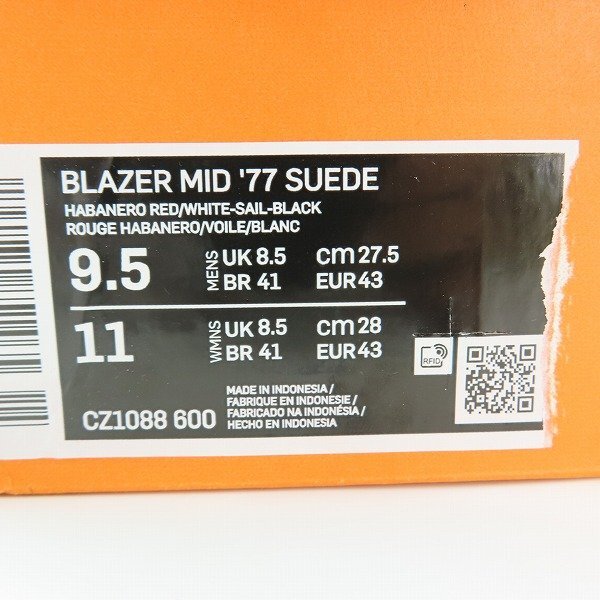 BLAZER MID '77 SUEDE
HABANERO RED/WHITE-SAIL-BLACK
ROUGE HABANERO/VOILE/BLANC
9.5 MENS UK 8.5 CM 27.5
BR 41 EUR 43
11 WMNS UK 8.5 CM 28
BR 41 EUR 43
RFID
CZ1088 600
MADE IN INDONESIA/
FABRIQUE EN INDONESIE/
FABRICADO NA INDONÉSIA/
HECHO EN INDONESIA